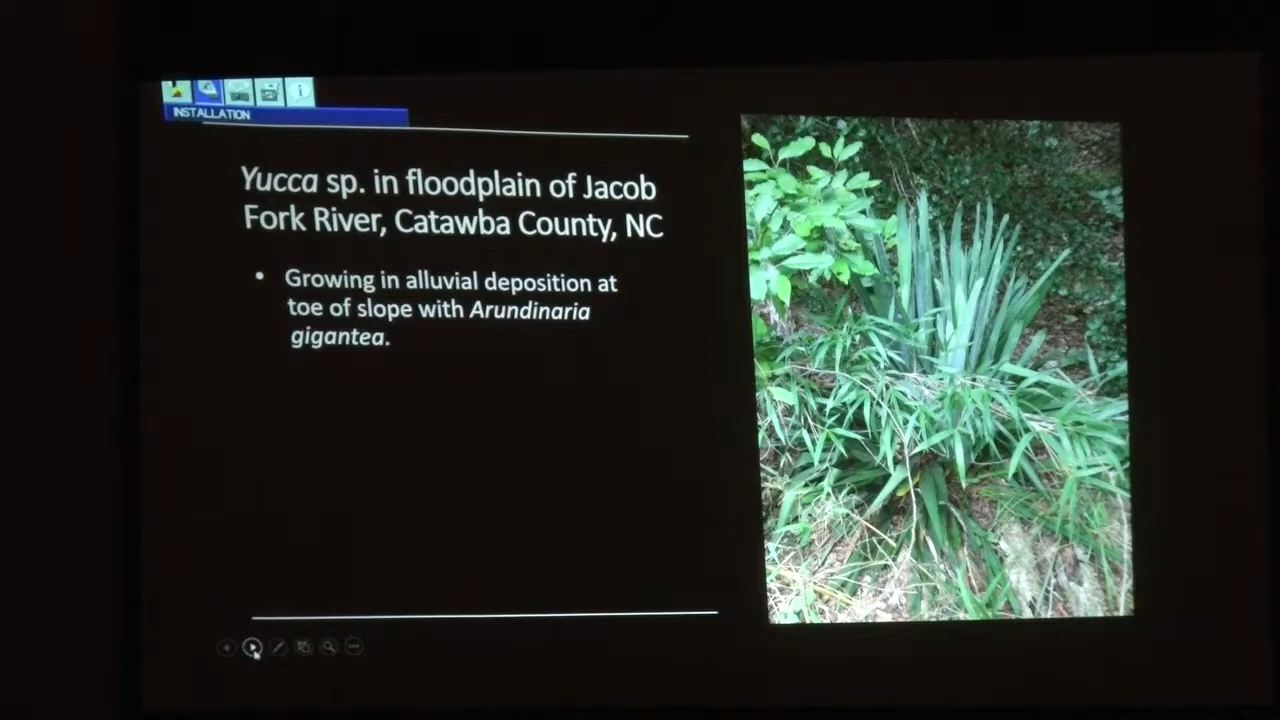 INSTALLATION
Yucca sp. in floodplain of Jacob
Fork River, Catawba County, NC
• Growing in alluvial deposition at
toe of slope with Arundinaria
gigantea.